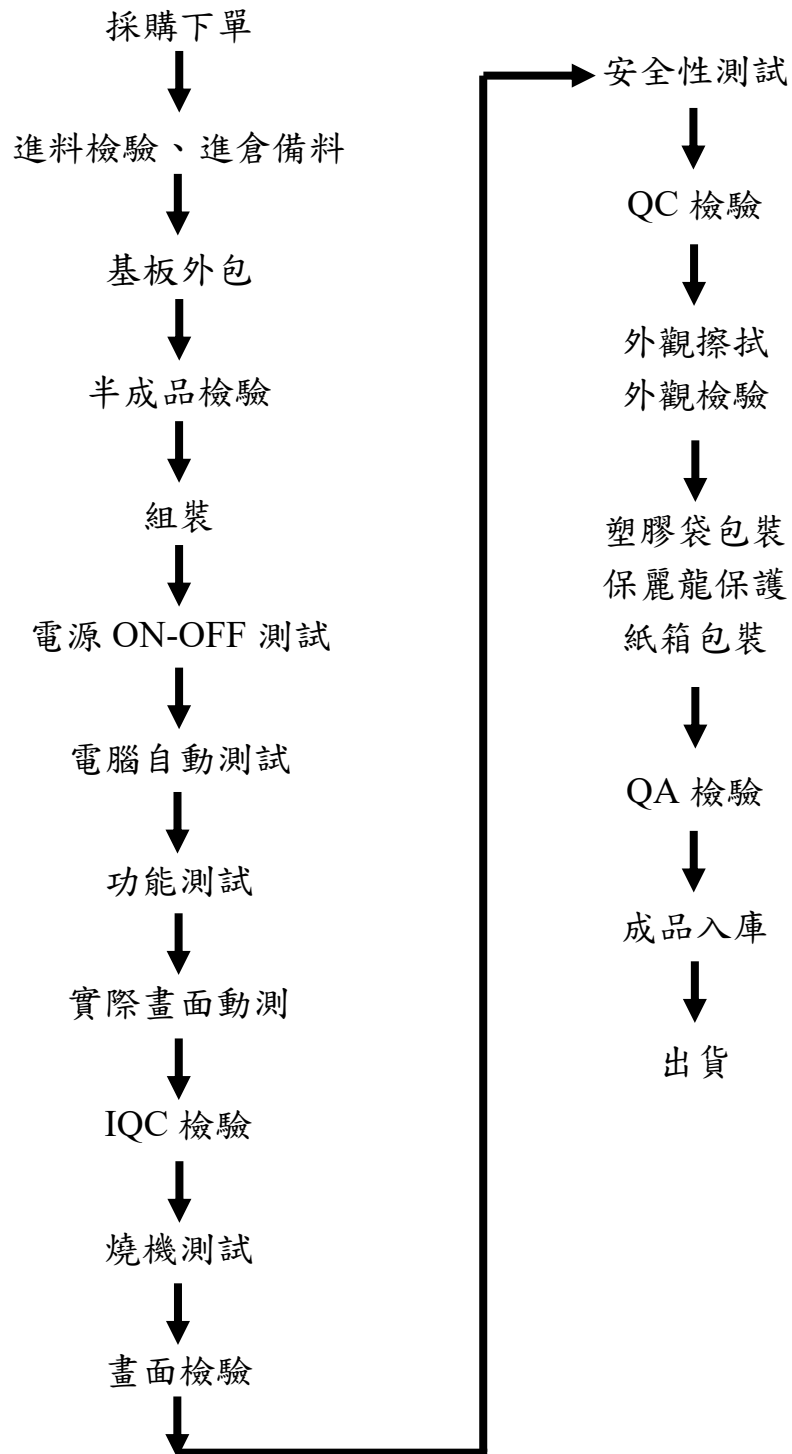 採購下單
進料檢驗、進倉備料
基板外包
半成品檢驗
組裝
電源 ON-OFF 測試
電腦自動測試
功能測試
實際畫面動測
IQC 檢驗
燒機測試
畫面檢驗
安全性測試
QC 檢驗
外觀擦拭
外觀檢驗
塑膠袋包裝
保麗龍保護
紙箱包裝
QA 檢驗
成品入庫
出貨